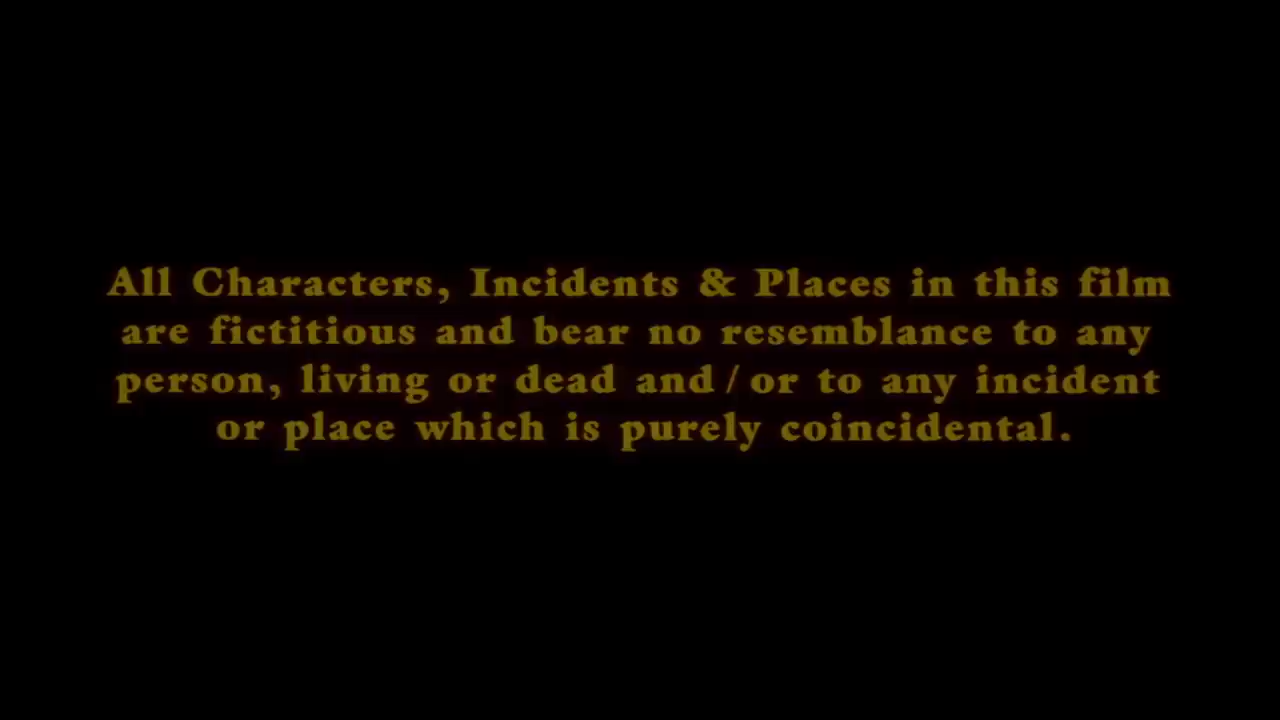 All Characters, Incidents & Places in this film
are fictitious and bear no resemblance to any
person, living or dead and / or to any incident
or place which is purely coincidental.